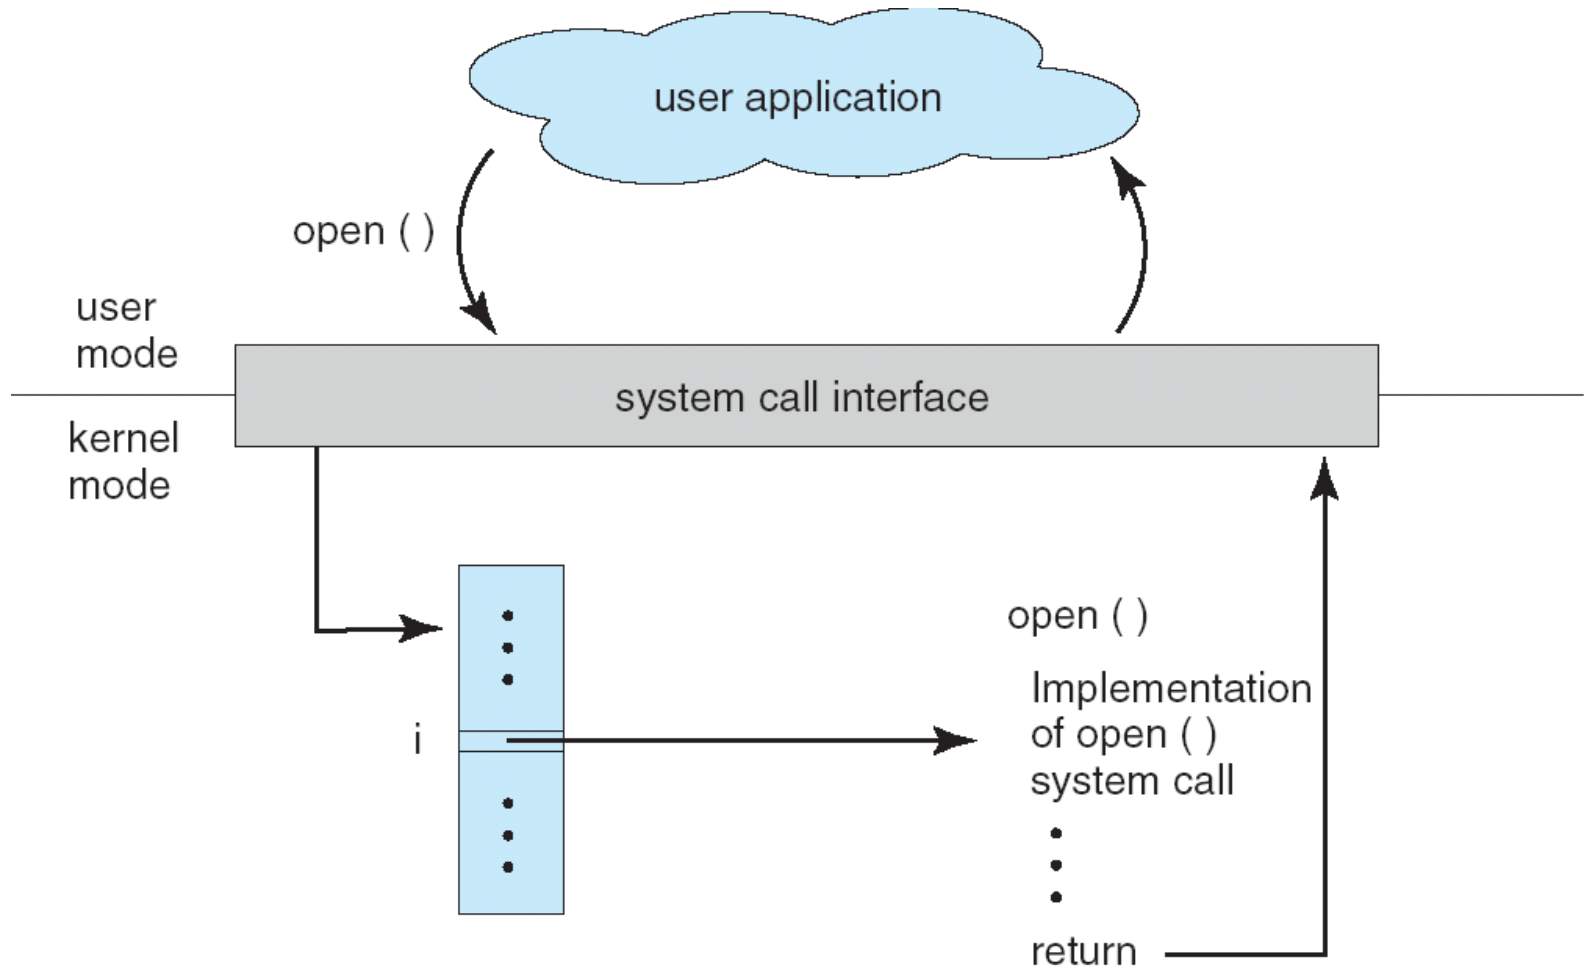 user application
open ( )
user
mode
system call interface
kernel
mode
open ( )
Implementation
of open ( )
system call
i
return